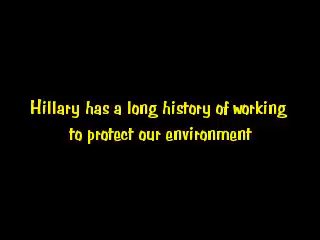 Hillary has a long history of working
to protect our environment